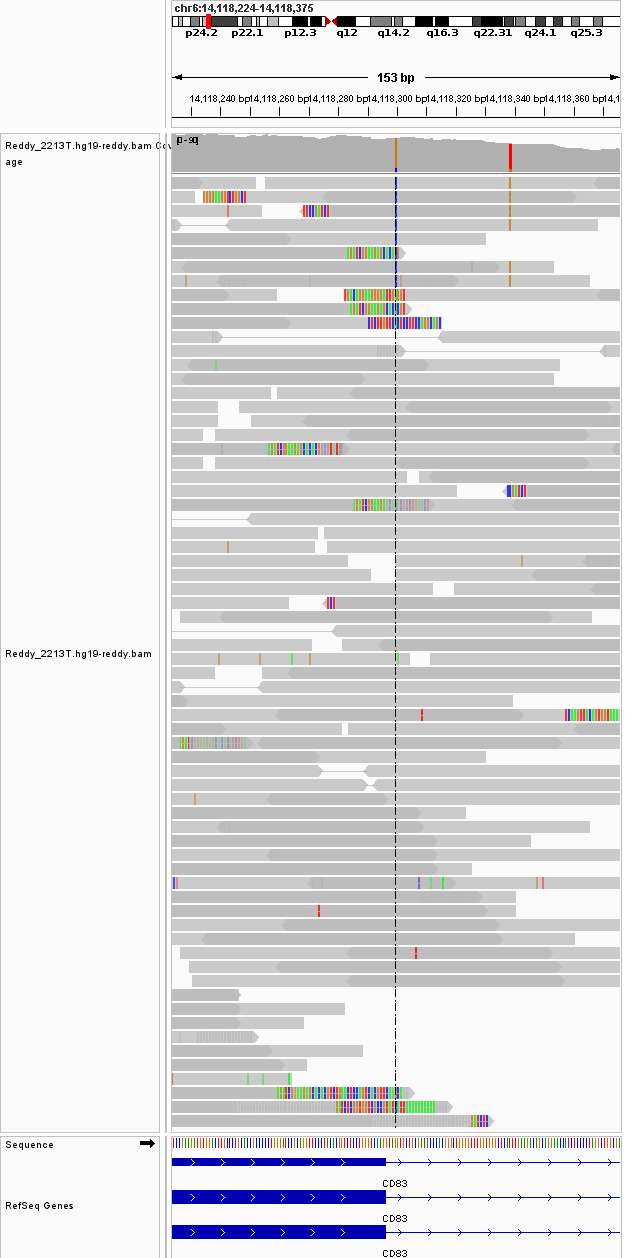 chr6:14,118,224-14,118,375
p24.2 p22.1 p12.3 q12 q14.2 q16.3 q22.31 q24.1 q25.3
153 bp
14,118,240 bp 14,118,260 bp 14,118,280 bp 14,118,300 bp 14,118,320 bp 14,118,340 bp 14,118,360 bp 14,1
Reddy_2213T.hg19-reddy.bam Cov
age
Reddy_2213T.hg19-reddy.bam
Sequence
CD83
RefSeq Genes
CD83
CD83